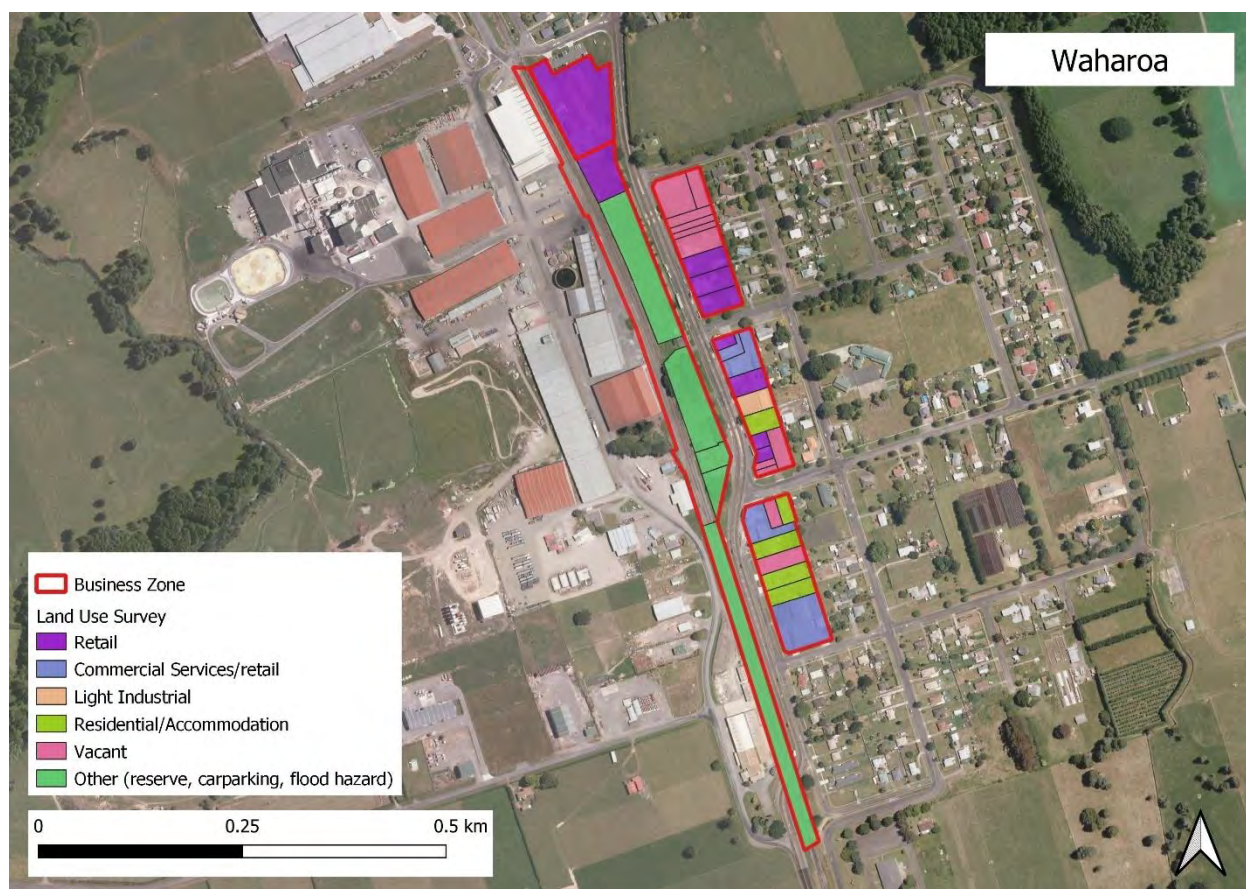 Waharoa
Business Zone
Land Use Survey
Retail
Commercial Services/retail
Light Industrial
Residential/Accommodation
Vacant
Other (reserve, carparking, flood hazard)
0 0.25 0.5 km